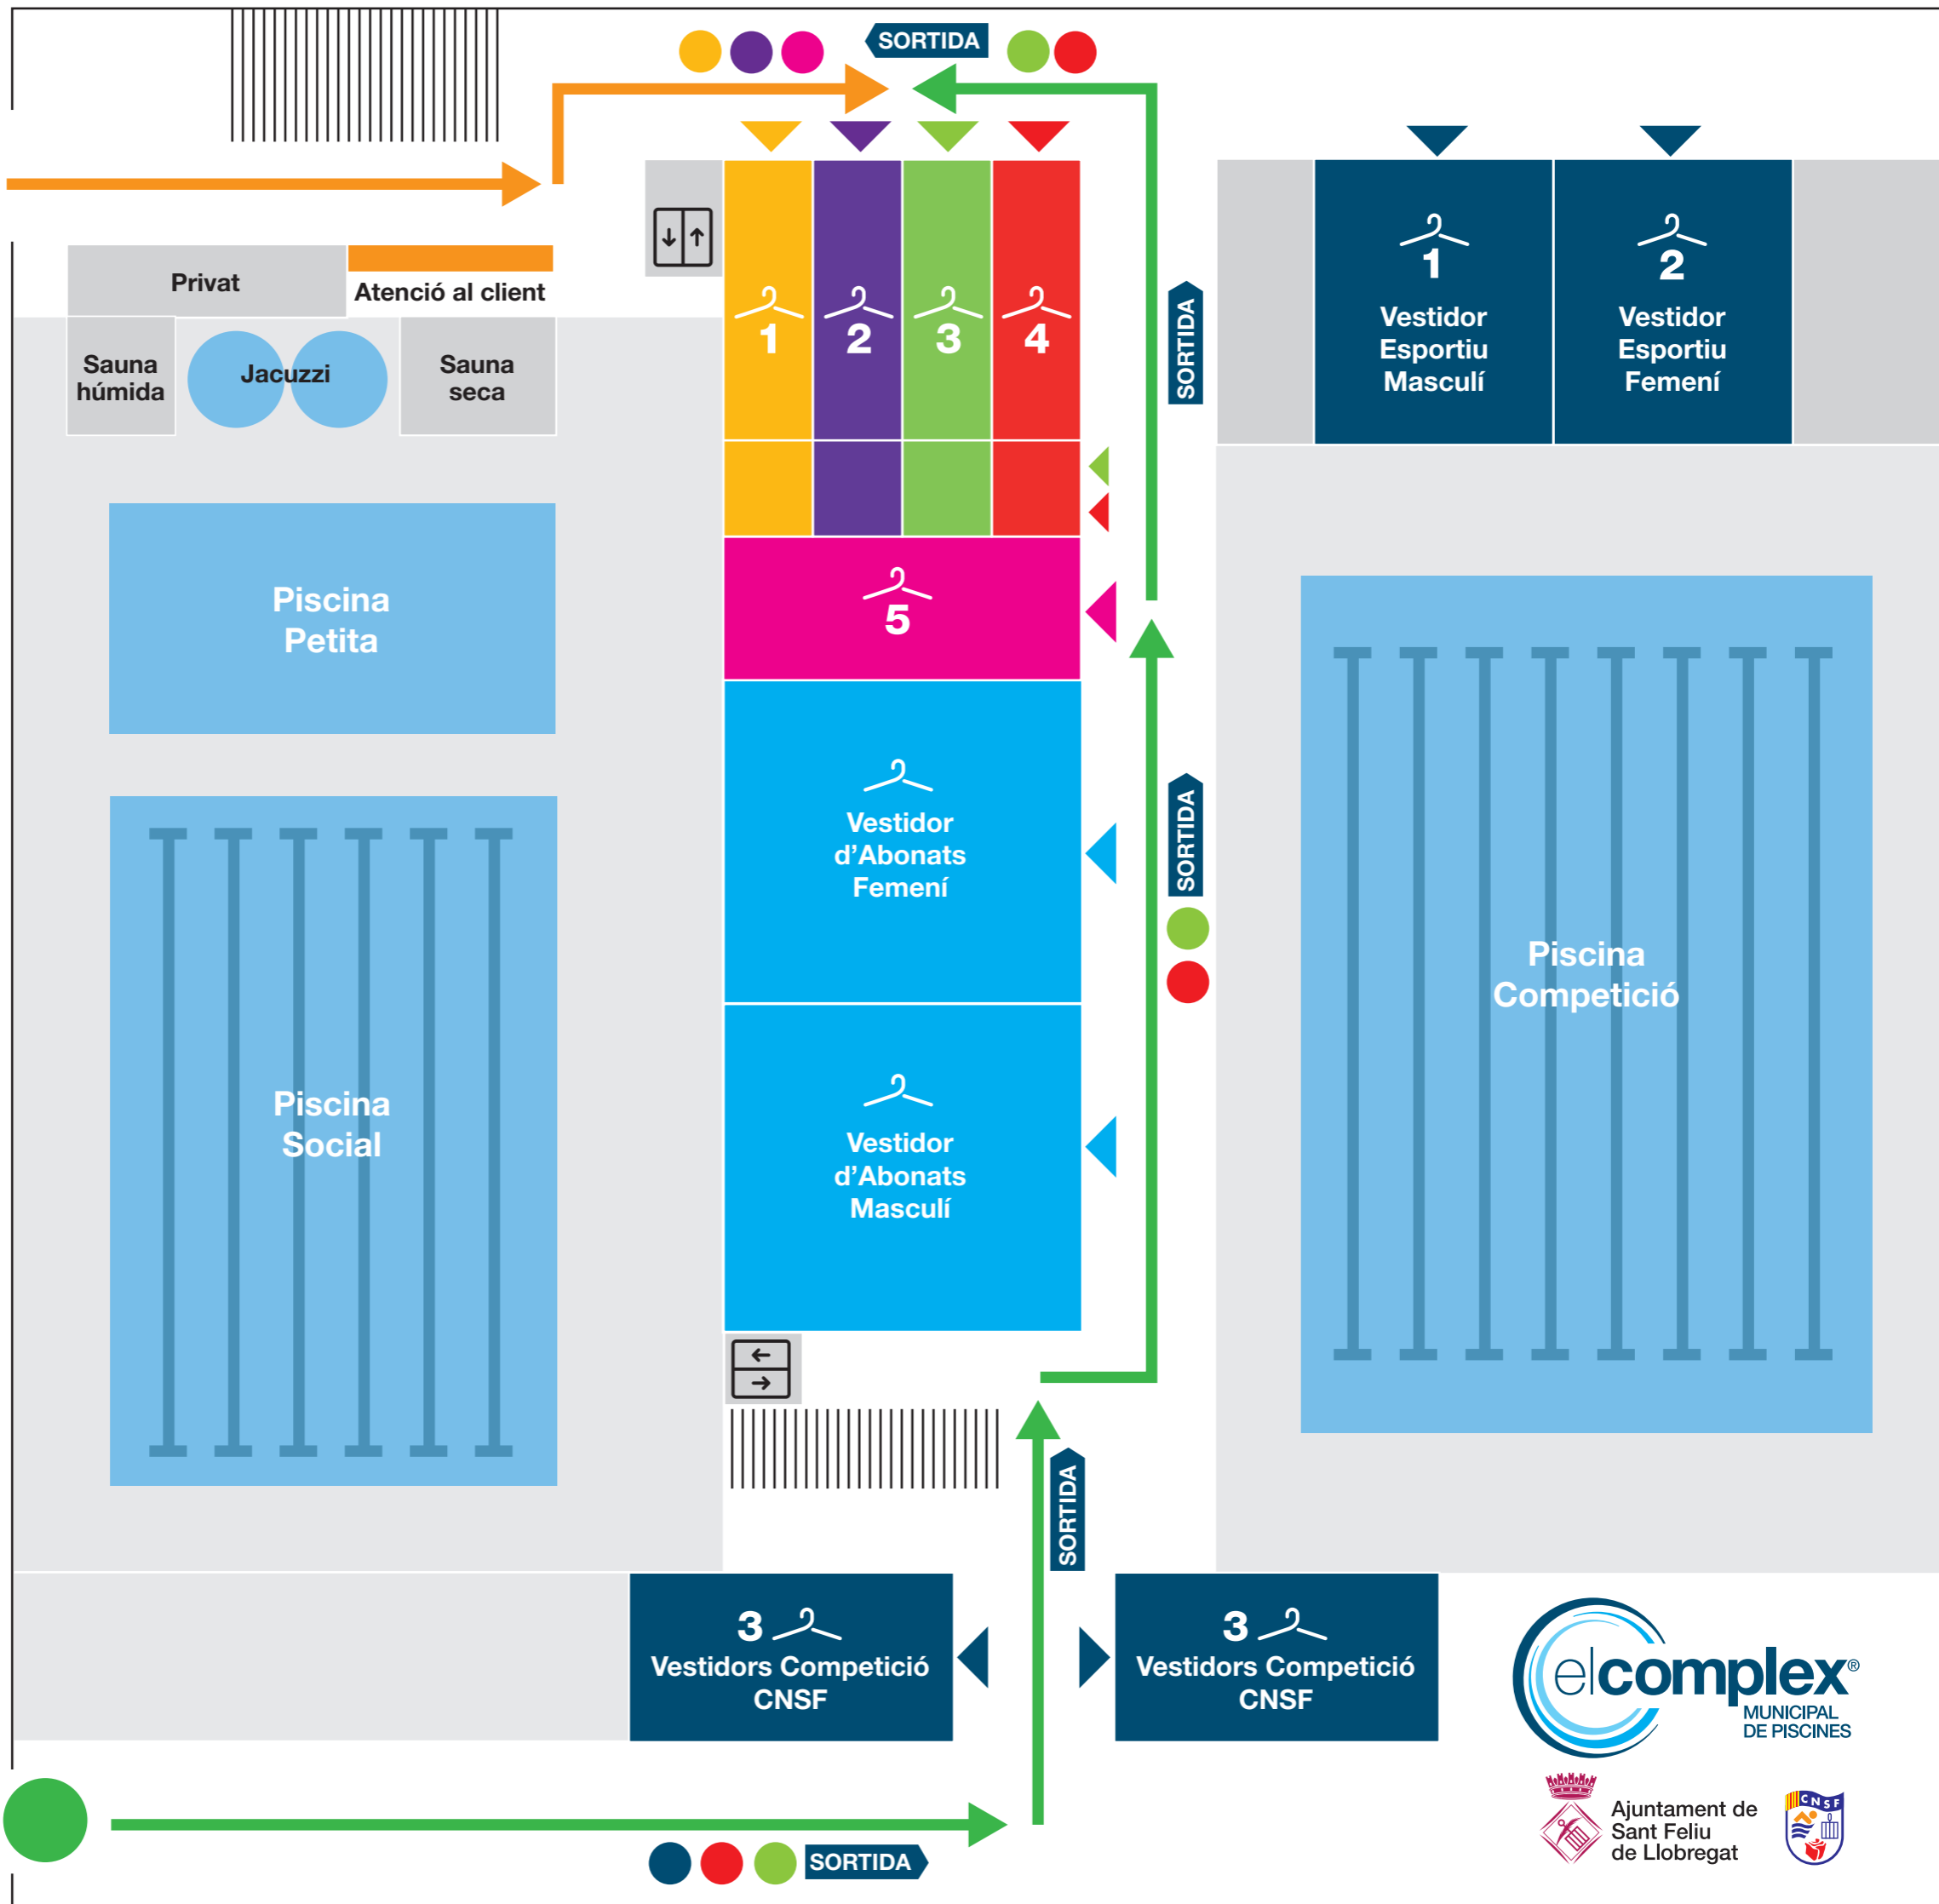 SORTIDA
Privat
Atenció al client
Sauna
húmida
Jacuzzi
Sauna
seca
1
2
3
4
SORTIDA
1
Vestidor
Esportiu
Masculí
2
Vestidor
Esportiu
Femení
Piscina
Petita
5
Vestidor
d'Abonats
Femení
SORTIDA
Piscina
Competició
Piscina
Social
Vestidor
d'Abonats
Masculí
SORTIDA
3
Vestidors Competició
CNSF
3
Vestidors Competició
CNSF
elcomplex®
MUNICIPAL
DE PISCINES
Ajuntament de
Sant Feliu
de Llobregat
CNSF
SORTIDA